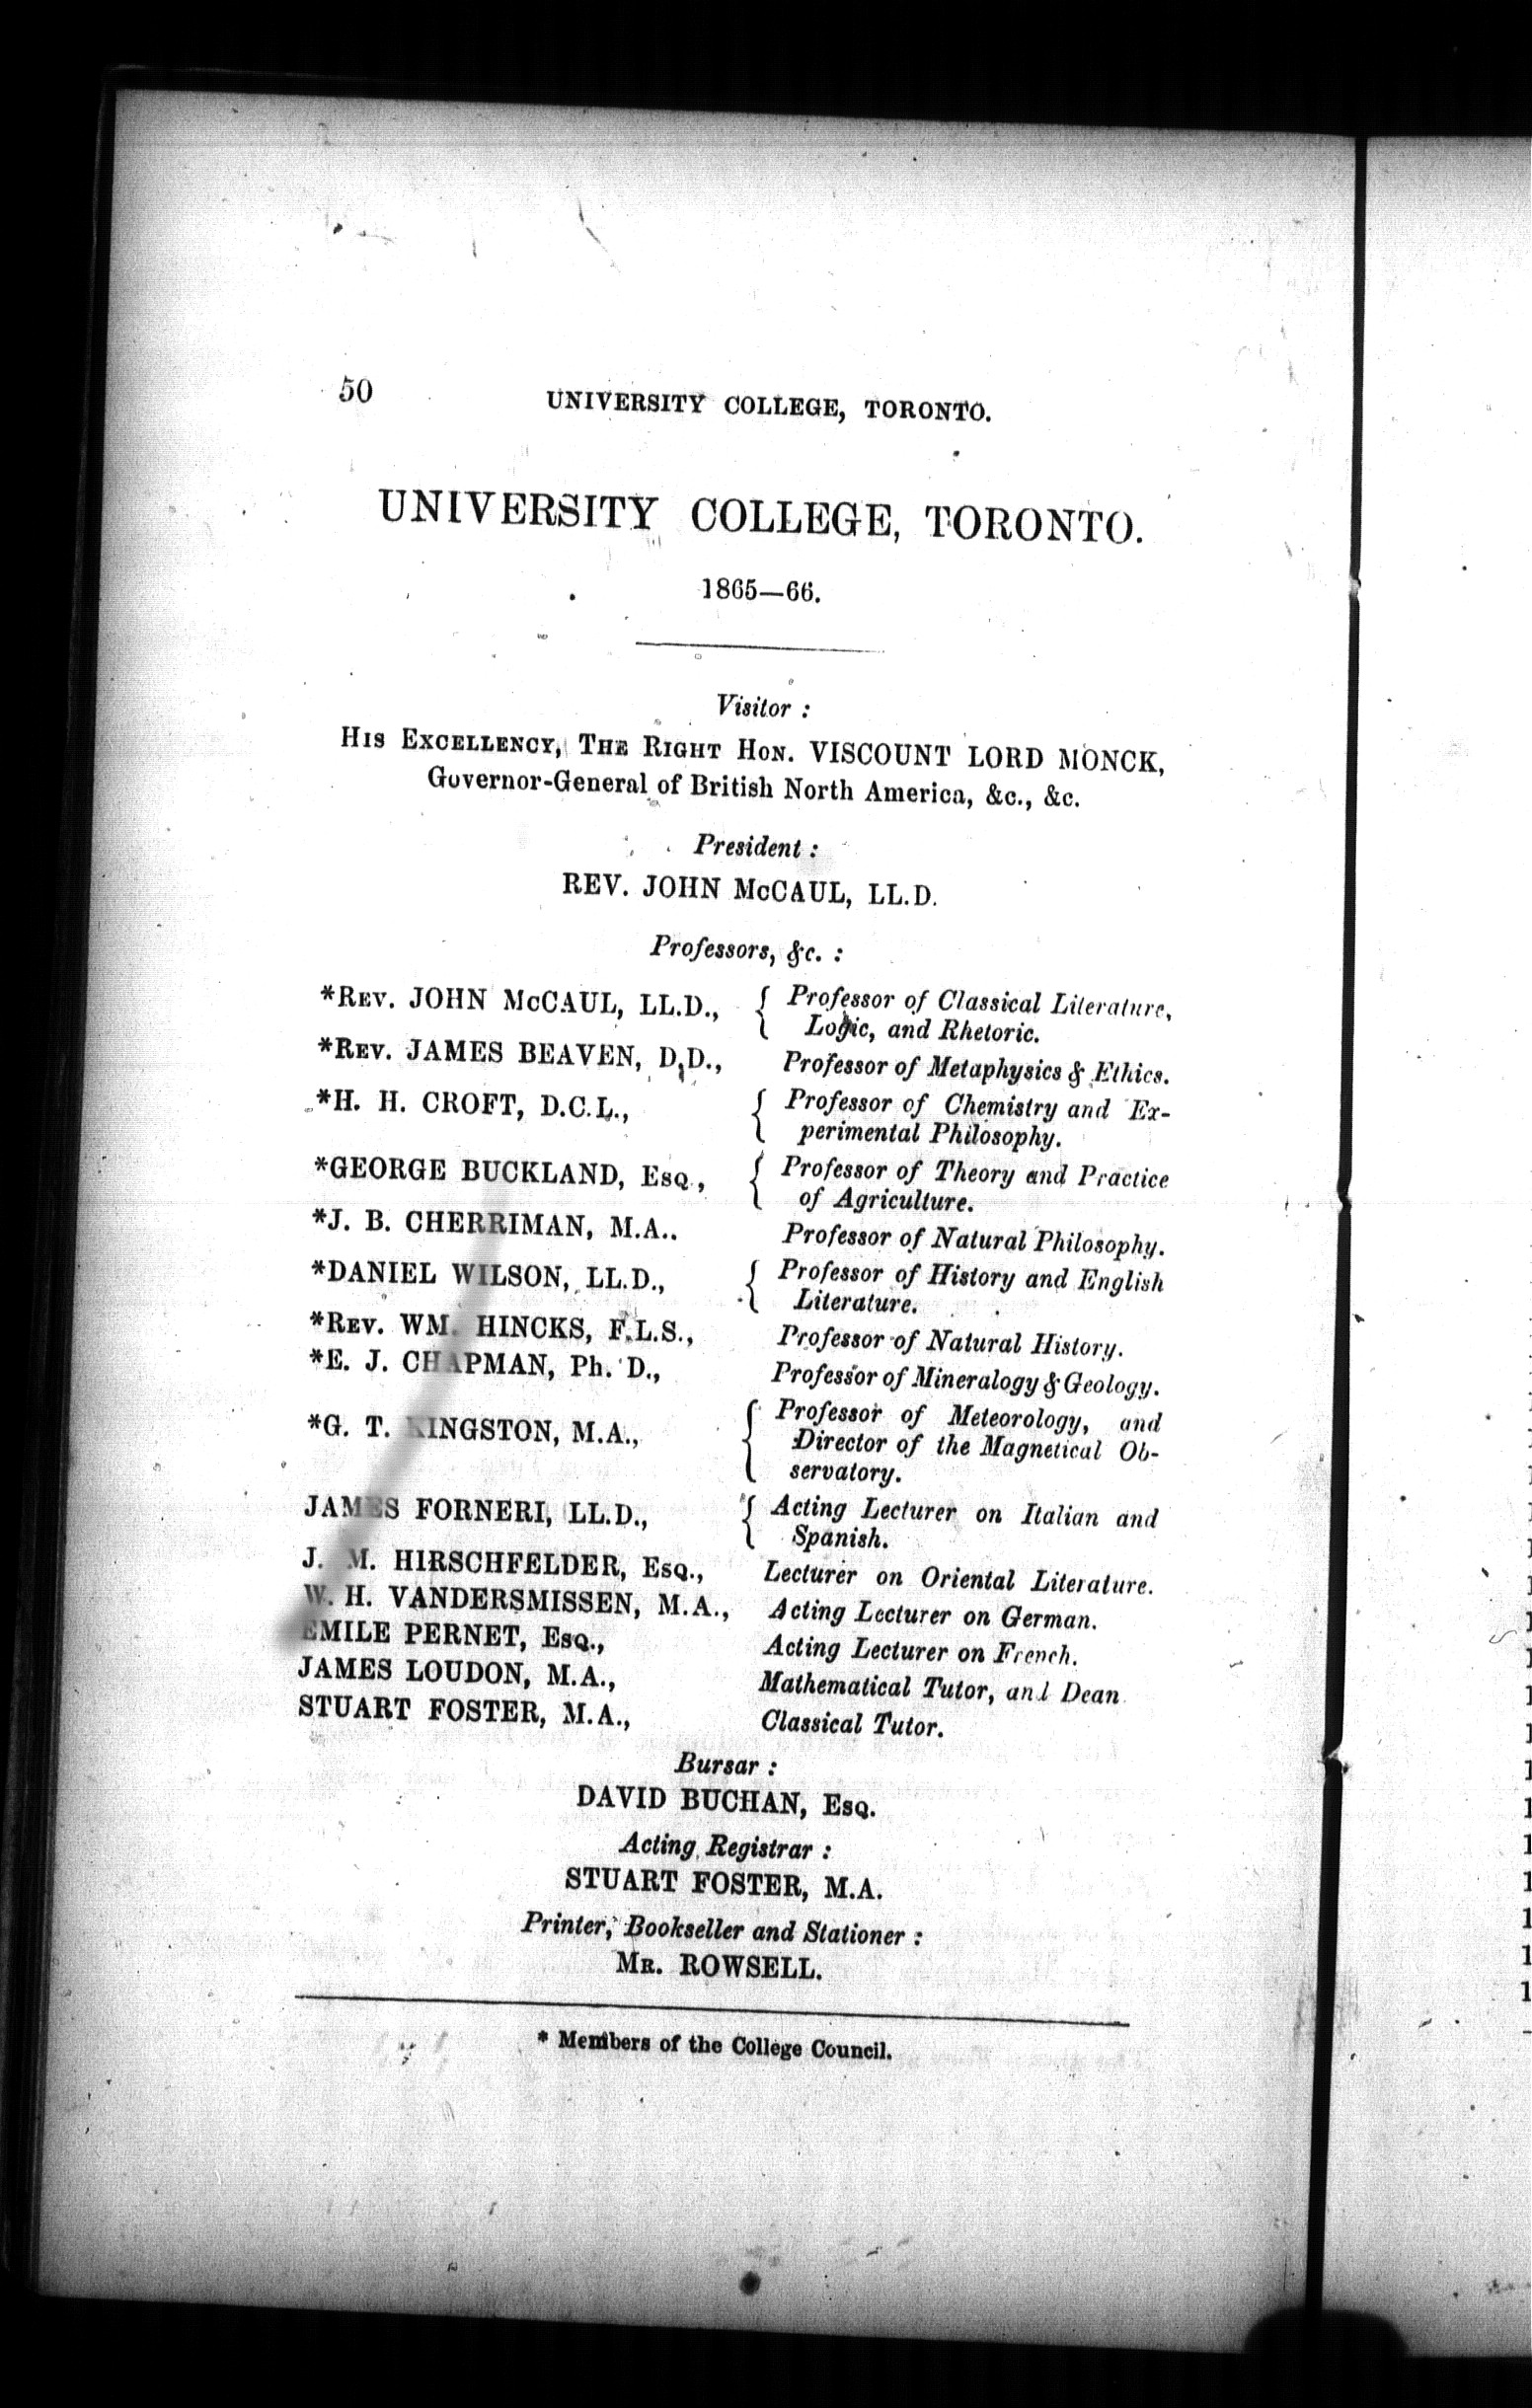 50
UNIVERSITY COLLEGE, TORONTO.
UNIVERSITY COLLEGE, TORONTO.
1865—66.
Visitor :
HIS EXCELLENCY, THE RIGHT HON. VISCOUNT LORD MONCK,
Governor-General of British North America, &c., &c.
President :
REV. JOHN McCAUL, LL.D.
Professors, &c. :
*REV. JOHN McCAUL, LL.D., { Professor of Classical Literature,
Logic, and Rhetoric.
*REV. JAMES BEAVEN, D.D., Professor of Metaphysics & Ethics.
*H. H. CROFT, D.C.L., { Professor of Chemistry and Ex-
perimental Philosophy.
*GEORGE BUCKLAND, ESQ., { Professor of Theory and Practice
of Agriculture.
*J. B. CHERRIMAN, M.A.. Professor of Natural Philosophy.
*DANIEL WILSON, LL.D., { Professor of History and English
Literature.
*REV. WM. HINCKS, F.L.S., Professor of Natural History.
*E. J. CHAPMAN, Ph. D., Professor of Mineralogy & Geology.
*G. T. KINGSTON, M.A., { Professor of Meteorology, and
Director of the Magnetical Ob-
servatory.
JAMES FORNERI, LL.D., { Acting Lecturer on Italian and
Spanish.
J. M. HIRSCHFELDER, ESQ., Lecturer on Oriental Literature.
W. H. VANDERSMISSEN, M.A., Acting Lecturer on German.
EMILE PERNET, ESQ., Acting Lecturer on French.
JAMES LOUDON, M.A., Mathematical Tutor, and Dean
STUART FOSTER, M.A., Classical Tutor.
Bursar :
DAVID BUCHAN, ESQ.
Acting Registrar :
STUART FOSTER, M.A.
Printer, Bookseller and Stationer :
MR. ROWSELL.
* Members of the College Council.